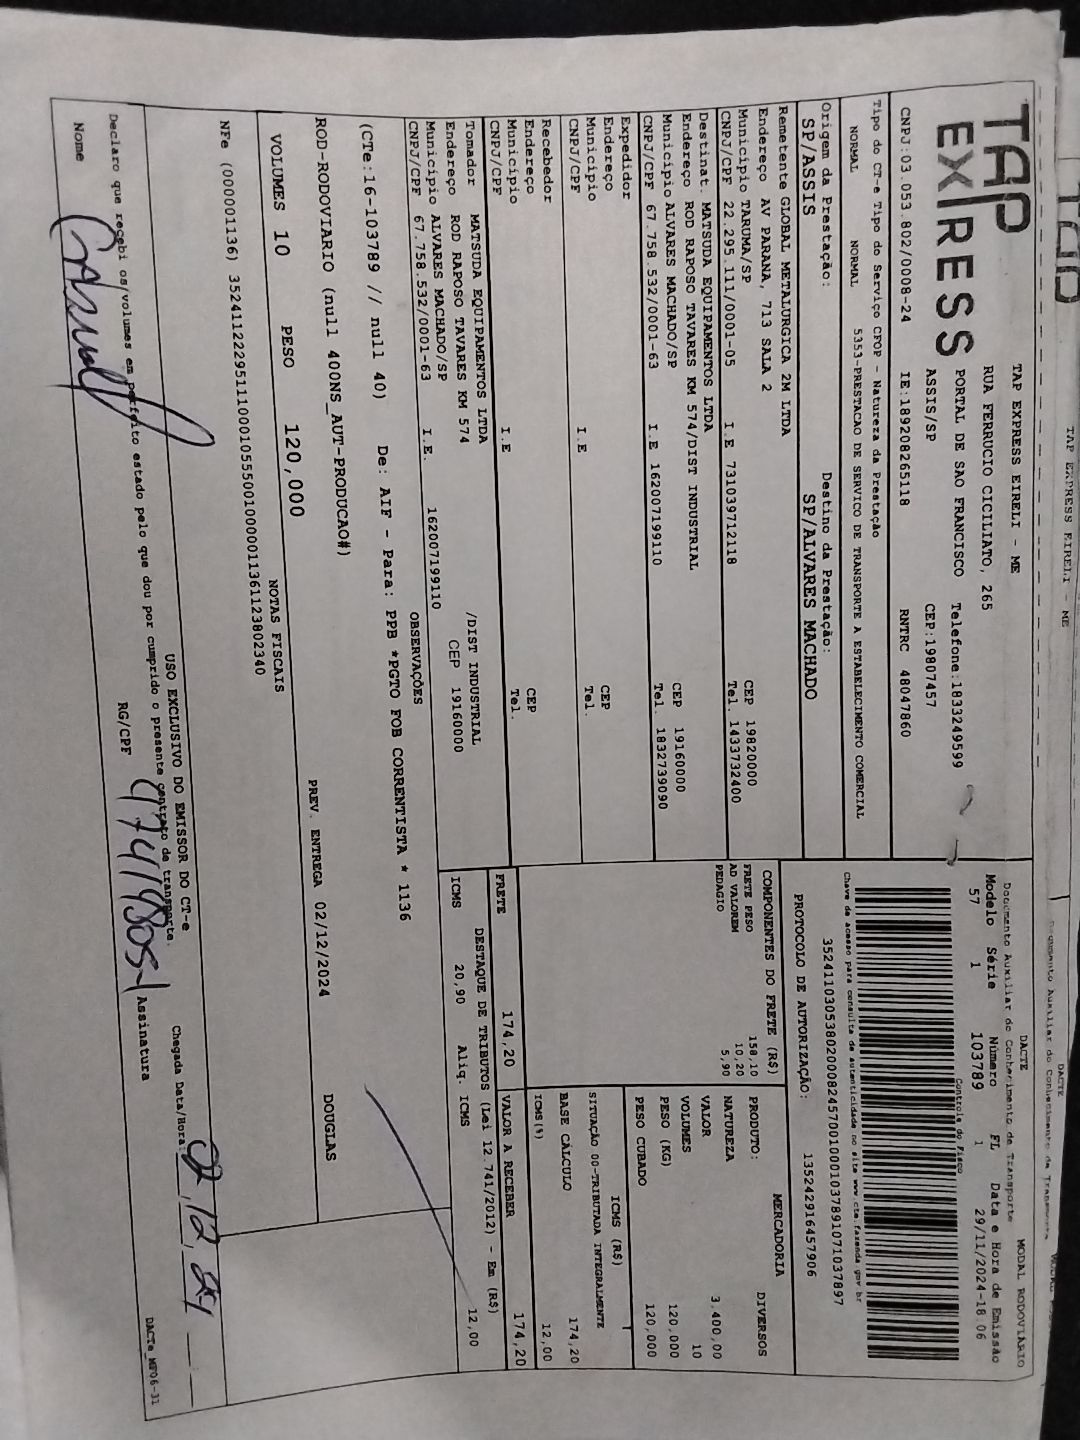 TAP EXPRESS EIRELI - ME
DACTE
TAP
EXPRESS
TAP EXPRESS EIRELI - ME
RUA FERRUCIO CICILIATO, 265
PORTAL DE SAO FRANCISCO Telefone:1833249599
ASSIS/SP CEP:19807457
CNPJ:03.053.802/0008-24 IE:189208265118 RNTRC 48047860
DACTE MODAL RODOVIÁRIO
Documento Auxiliar do Conhecimento de Transporte
Modelo Série Número FL Data e Hora de Emissão
57 1 103789 1 29/11/2024-18:06
Controle do Fisco
Chave de acesso para consulta de autenticidade no site www.cte.fazenda.gov.br
35241103053802000824570010001037891071037897
PROTOCOLO DE AUTORIZAÇÃO: 135242916457906
Tipo do CT-e Tipo do Serviço CFOP - Natureza da Prestação
NORMAL NORMAL 5353-PRESTACAO DE SERVICO DE TRANSPORTE A ESTABELECIMENTO COMERCIAL
Origem da Prestação: Destino da Prestação:
SP/ASSIS SP/ALVARES MACHADO
Remetente GLOBAL METALURGICA 2M LTDA
Endereço AV PARANA, 713 SALA 2 CEP 19820000
Município TARUMA/SP Tel. 1433732400
CNPJ/CPF 22.295.111/0001-05 I.E 731039712118
Destinat. MATSUDA EQUIPAMENTOS LTDA
Endereço ROD RAPOSO TAVARES KM 574/DIST INDUSTRIAL CEP 19160000
Município ALVARES MACHADO/SP Tel. 1832739090
CNPJ/CPF 67.758.532/0001-63 I.E 162007199110
Expedidor
Endereço CEP
Município Tel.
CNPJ/CPF I.E
Recebedor
Endereço CEP
Município Tel.
CNPJ/CPF I.E
Tomador MATSUDA EQUIPAMENTOS LTDA
Endereço ROD RAPOSO TAVARES KM 574 /DIST INDUSTRIAL
Município ALVARES MACHADO/SP CEP 19160000
CNPJ/CPF 67.758.532/0001-63 I.E. 162007199110
COMPONENTES DO FRETE (R$)
FRETE PESO 158,10
AD VALOREM 10,20
PEDAGIO 5,90
MERCADORIA
PRODUTO: DIVERSOS
NATUREZA
VALOR 3.400,00
VOLUMES 10
PESO (KG) 120,000
PESO CUBADO 120,000
ICMS (R$)
SITUAÇÃO 00-TRIBUTADA INTEGRALMENTE
BASE CÁLCULO 174,20
ICMS(%) 12,00
FRETE 174,20 VALOR A RECEBER 174,20
DESTAQUE DE TRIBUTOS (Lei 12.741/2012) - Em (R$)
ICMS 20,90 Aliq. ICMS 12,00
OBSERVAÇÕES
(CTe:16-103789 // null 40) De: AIF - Para: PPB *PGTO FOB CORRENTISTA * 1136
ROD-RODOVIARIO (null 400NS_AUT-PRODUCAO#)
PREV. ENTREGA 02/12/2024 DOUGLAS
VOLUMES 10 PESO 120,000
NOTAS FISCAIS
NFe (000001136) 35241122295111000105550010000011361123802340
USO EXCLUSIVO DO EMISSOR DO CT-e
Declaro que recebi os/volumes em perfeito estado pelo que dou por cumprido o presente contrato de transporte.
Chegada Data/Hora: 02,12,24
Nome RG/CPF Assinatura
DACTe_MF06-31